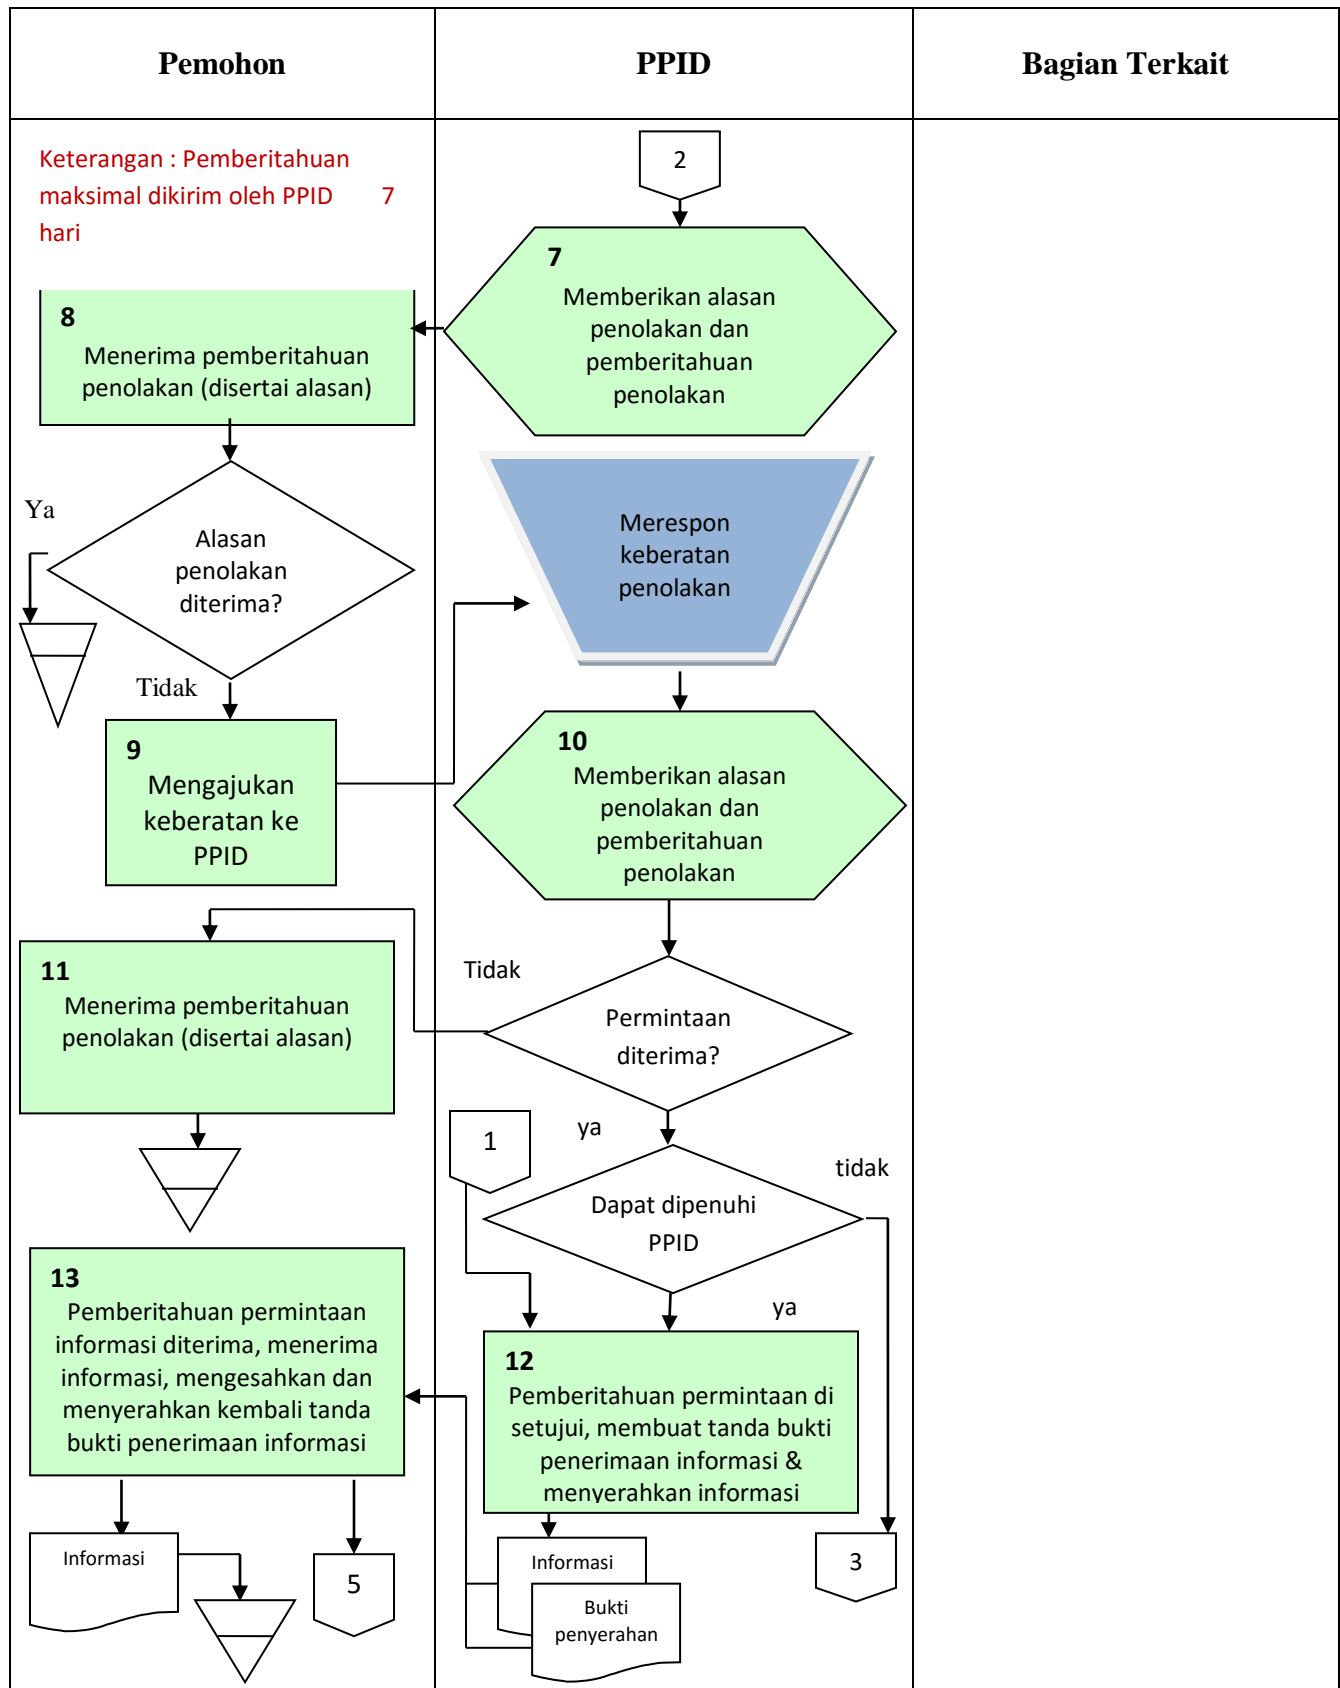 Pemohon
PPID
Bagian Terkait
Keterangan : Pemberitahuan
maksimal dikirim oleh PPID 7
hari
2
7
Memberikan alasan
penolakan dan
pemberitahuan
penolakan
8
Menerima pemberitahuan
penolakan (disertai alasan)
Ya
Alasan
penolakan
diterima?
Merespon
keberatan
penolakan
Tidak
9
Mengajukan
keberatan ke
PPID
10
Memberikan alasan
penolakan dan
pemberitahuan
penolakan
11
Menerima pemberitahuan
penolakan (disertai alasan)
Tidak
Permintaan
diterima?
1
ya
tidak
Dapat dipenuhi
PPID
ya
13
Pemberitahuan permintaan
informasi diterima, menerima
informasi, mengesahkan dan
menyerahkan kembali tanda
bukti penerimaan informasi
12
Pemberitahuan permintaan di
setujui, membuat tanda bukti
penerimaan informasi &
menyerahkan informasi
Informasi
5
Informasi
Bukti
penyerahan
3